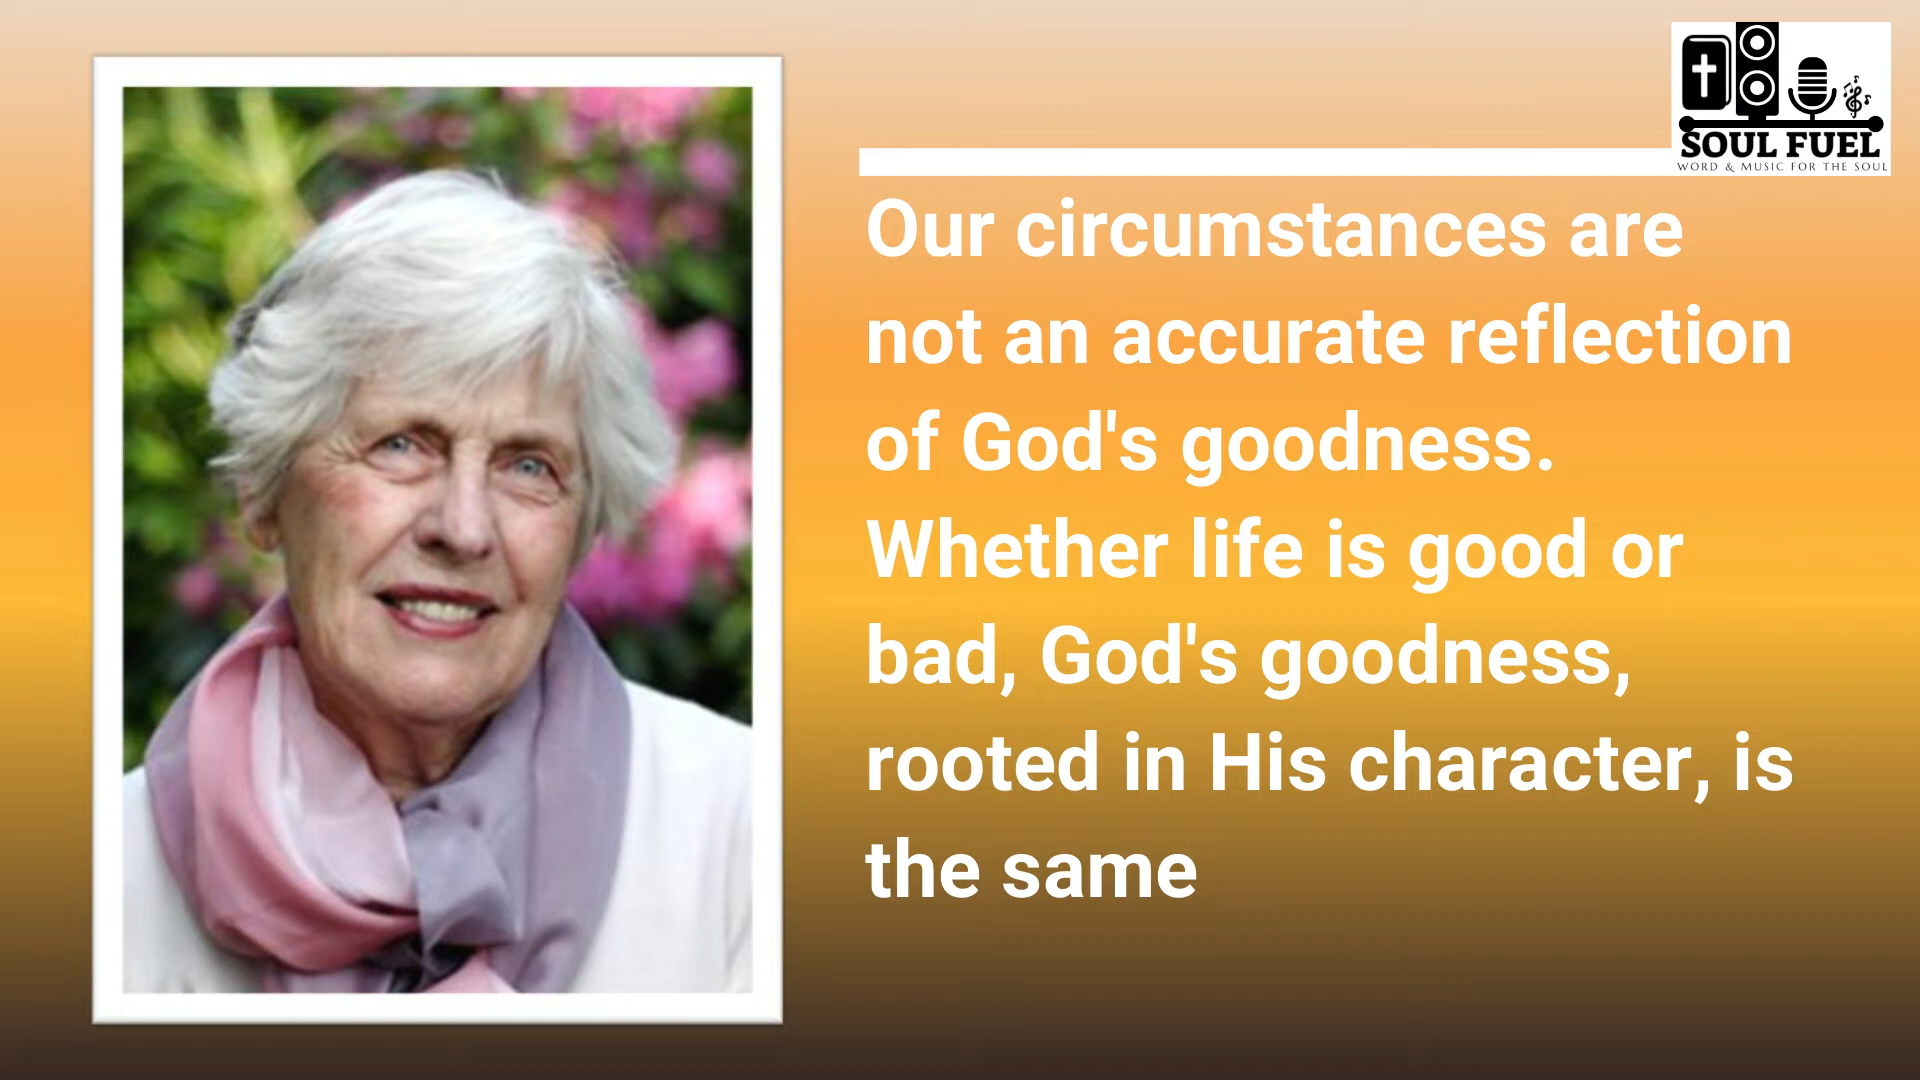 SOUL FUEL
WORD & MUSIC FOR THE SOUL
Our circumstances are
not an accurate reflection
of God's goodness.
Whether life is good or
bad, God's goodness,
rooted in His character, is
the same